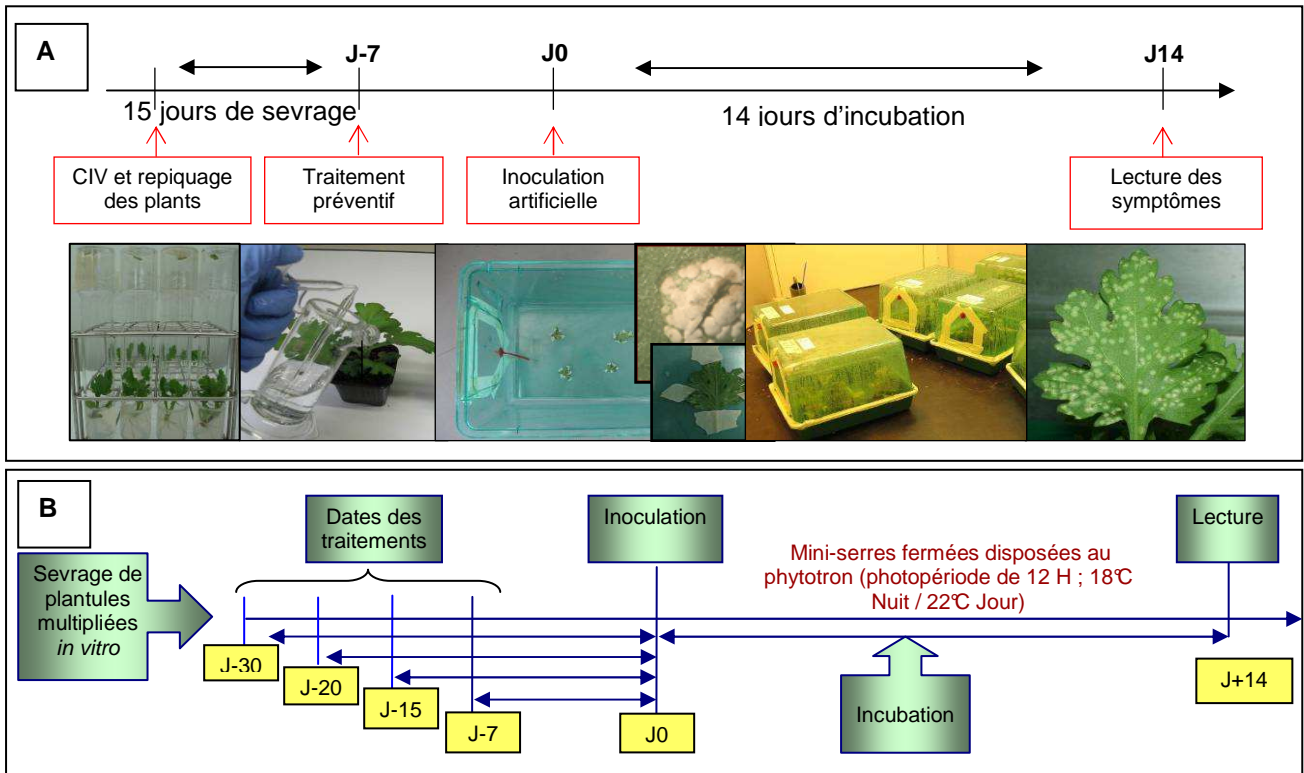 A
J-7
J0
J14
15 jours de sevrage
14 jours d'incubation
CIV et repiquage
des plants
Traitement
préventif
Inoculation
artificielle
Lecture des
symptômes
B
Dates des
traitements
Inoculation
Lecture
Sevrage de
plantules
multipliées
in vitro
Mini-serres fermées disposées au
phytotron (photopériode de 12 H ; 18°C
Nuit / 22°C Jour)
J-30
J-20
J-15
J-7
J0
Incubation
J+14